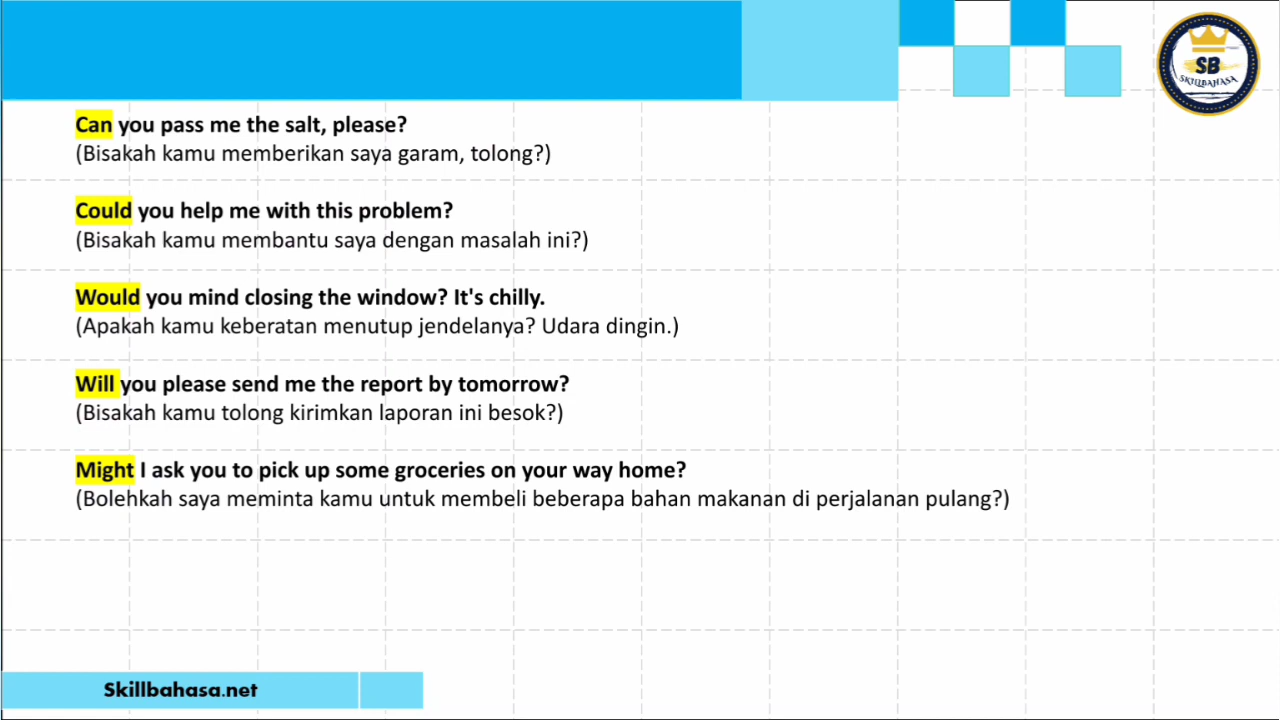 SB
SKILLBAHASA
Can you pass me the salt, please?
(Bisakah kamu memberikan saya garam, tolong?)
Could you help me with this problem?
(Bisakah kamu membantu saya dengan masalah ini?)
Would you mind closing the window? It's chilly.
(Apakah kamu keberatan menutup jendelanya? Udara dingin.)
Will you please send me the report by tomorrow?
(Bisakah kamu tolong kirimkan laporan ini besok?)
Might I ask you to pick up some groceries on your way home?
(Bolehkah saya meminta kamu untuk membeli beberapa bahan makanan di perjalanan pulang?)
Skillbahasa.net